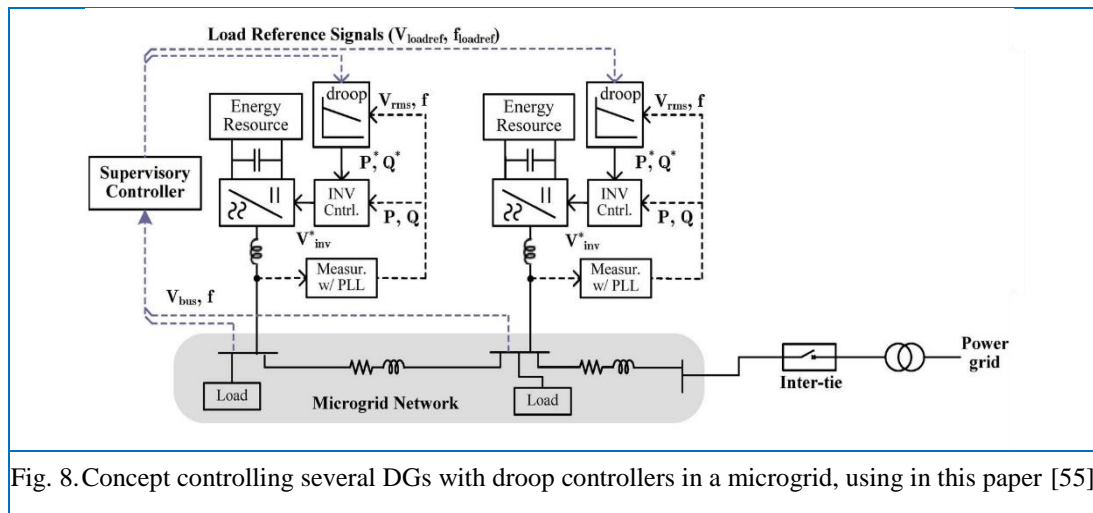 Load Reference Signals (Vloadref, floadref)
droop
Vrms, f
Energy
Resource
P*, Q*
Supervisory
Controller
INV
Cntrl.
P, Q
V*inv
Measur.
w/ PLL
droop
Vrms, f
Energy
Resource
P*, Q*
INV
Cntrl.
P, Q
V*inv
Measur.
w/ PLL
Vbus, f
Load
Microgrid Network
Load
Inter-tie
Power
grid
Fig. 8. Concept controlling several DGs with droop controllers in a microgrid, using in this paper [55]